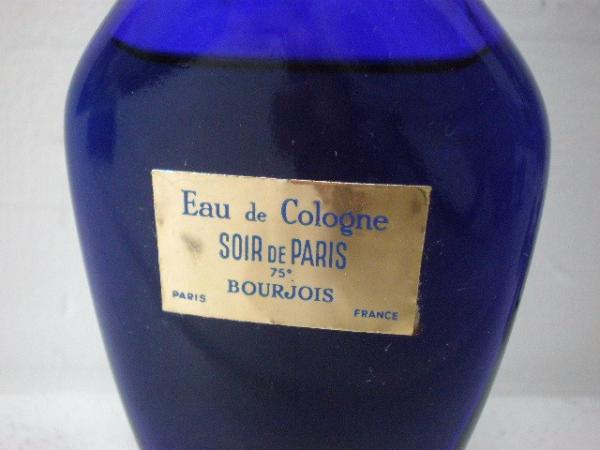 Eau de Cologne
SOIR DE PARIS
75°
BOURJOIS
PARIS FRANCE